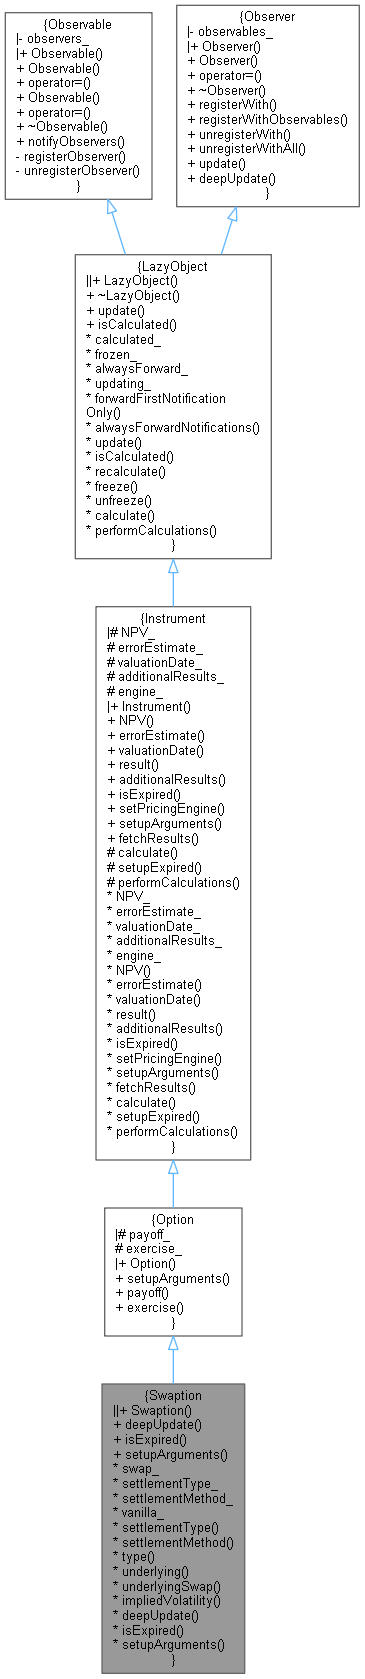 {Observable
|- observers_
|+ Observable()
+ Observable()
+ operator=()
+ Observable()
+ operator=()
+ ~Observable()
+ notifyObservers()
- registerObserver()
- unregisterObserver()
}
{Observer
|- observables_
|+ Observer()
+ Observer()
+ operator=()
+ ~Observer()
+ registerWith()
+ registerWithObservables()
+ unregisterWith()
+ unregisterWithAll()
+ update()
+ deepUpdate()
}
{LazyObject
||+ LazyObject()
+ ~LazyObject()
+ update()
+ isCalculated()
* calculated_
* frozen_
* alwaysForward_
* updating_
* forwardFirstNotification
Only()
* alwaysForwardNotifications()
* update()
* isCalculated()
* recalculate()
* freeze()
* unfreeze()
* calculate()
* performCalculations()
}
{Instrument
|# NPV_
# errorEstimate_
# valuationDate_
# additionalResults_
# engine_
|+ Instrument()
+ NPV()
+ errorEstimate()
+ valuationDate()
+ result()
+ additionalResults()
+ isExpired()
+ setPricingEngine()
+ setupArguments()
+ fetchResults()
# calculate()
# setupExpired()
# performCalculations()
* NPV_
* errorEstimate_
* valuationDate_
* additionalResults_
* engine_
* NPV()
* errorEstimate()
* valuationDate()
* result()
* additionalResults()
* isExpired()
* setPricingEngine()
* setupArguments()
* fetchResults()
* calculate()
* setupExpired()
* performCalculations()
}
{Option
|# payoff_
# exercise_
|+ Option()
+ setupArguments()
+ payoff()
+ exercise()
}
{Swaption
||+ Swaption()
+ deepUpdate()
+ isExpired()
+ setupArguments()
* swap_
* settlementType_
* settlementMethod_
* vanilla_
* settlementType()
* settlementMethod()
* type()
* underlying()
* underlyingSwap()
* impliedVolatility()
* deepUpdate()
* isExpired()
* setupArguments()
}